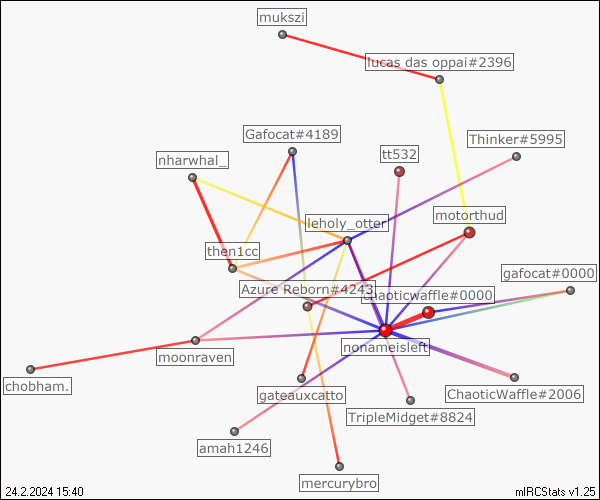 mukszi
lucas das oppai#2396
Gafocat#4189
Thinker#5995
tt532
nharwhal_
leholy_otter
motorthud
then1cc
gafocat#0000
Azure Reborn#4243
chaoticwaffle#0000
nonameisleft
moonraven
chobham.
gateauxcatto
ChaoticWaffle#2006
TripleMidget#8824
amah1246
mercurybro
24.2.2024 15:40
mIRCStats v1.25